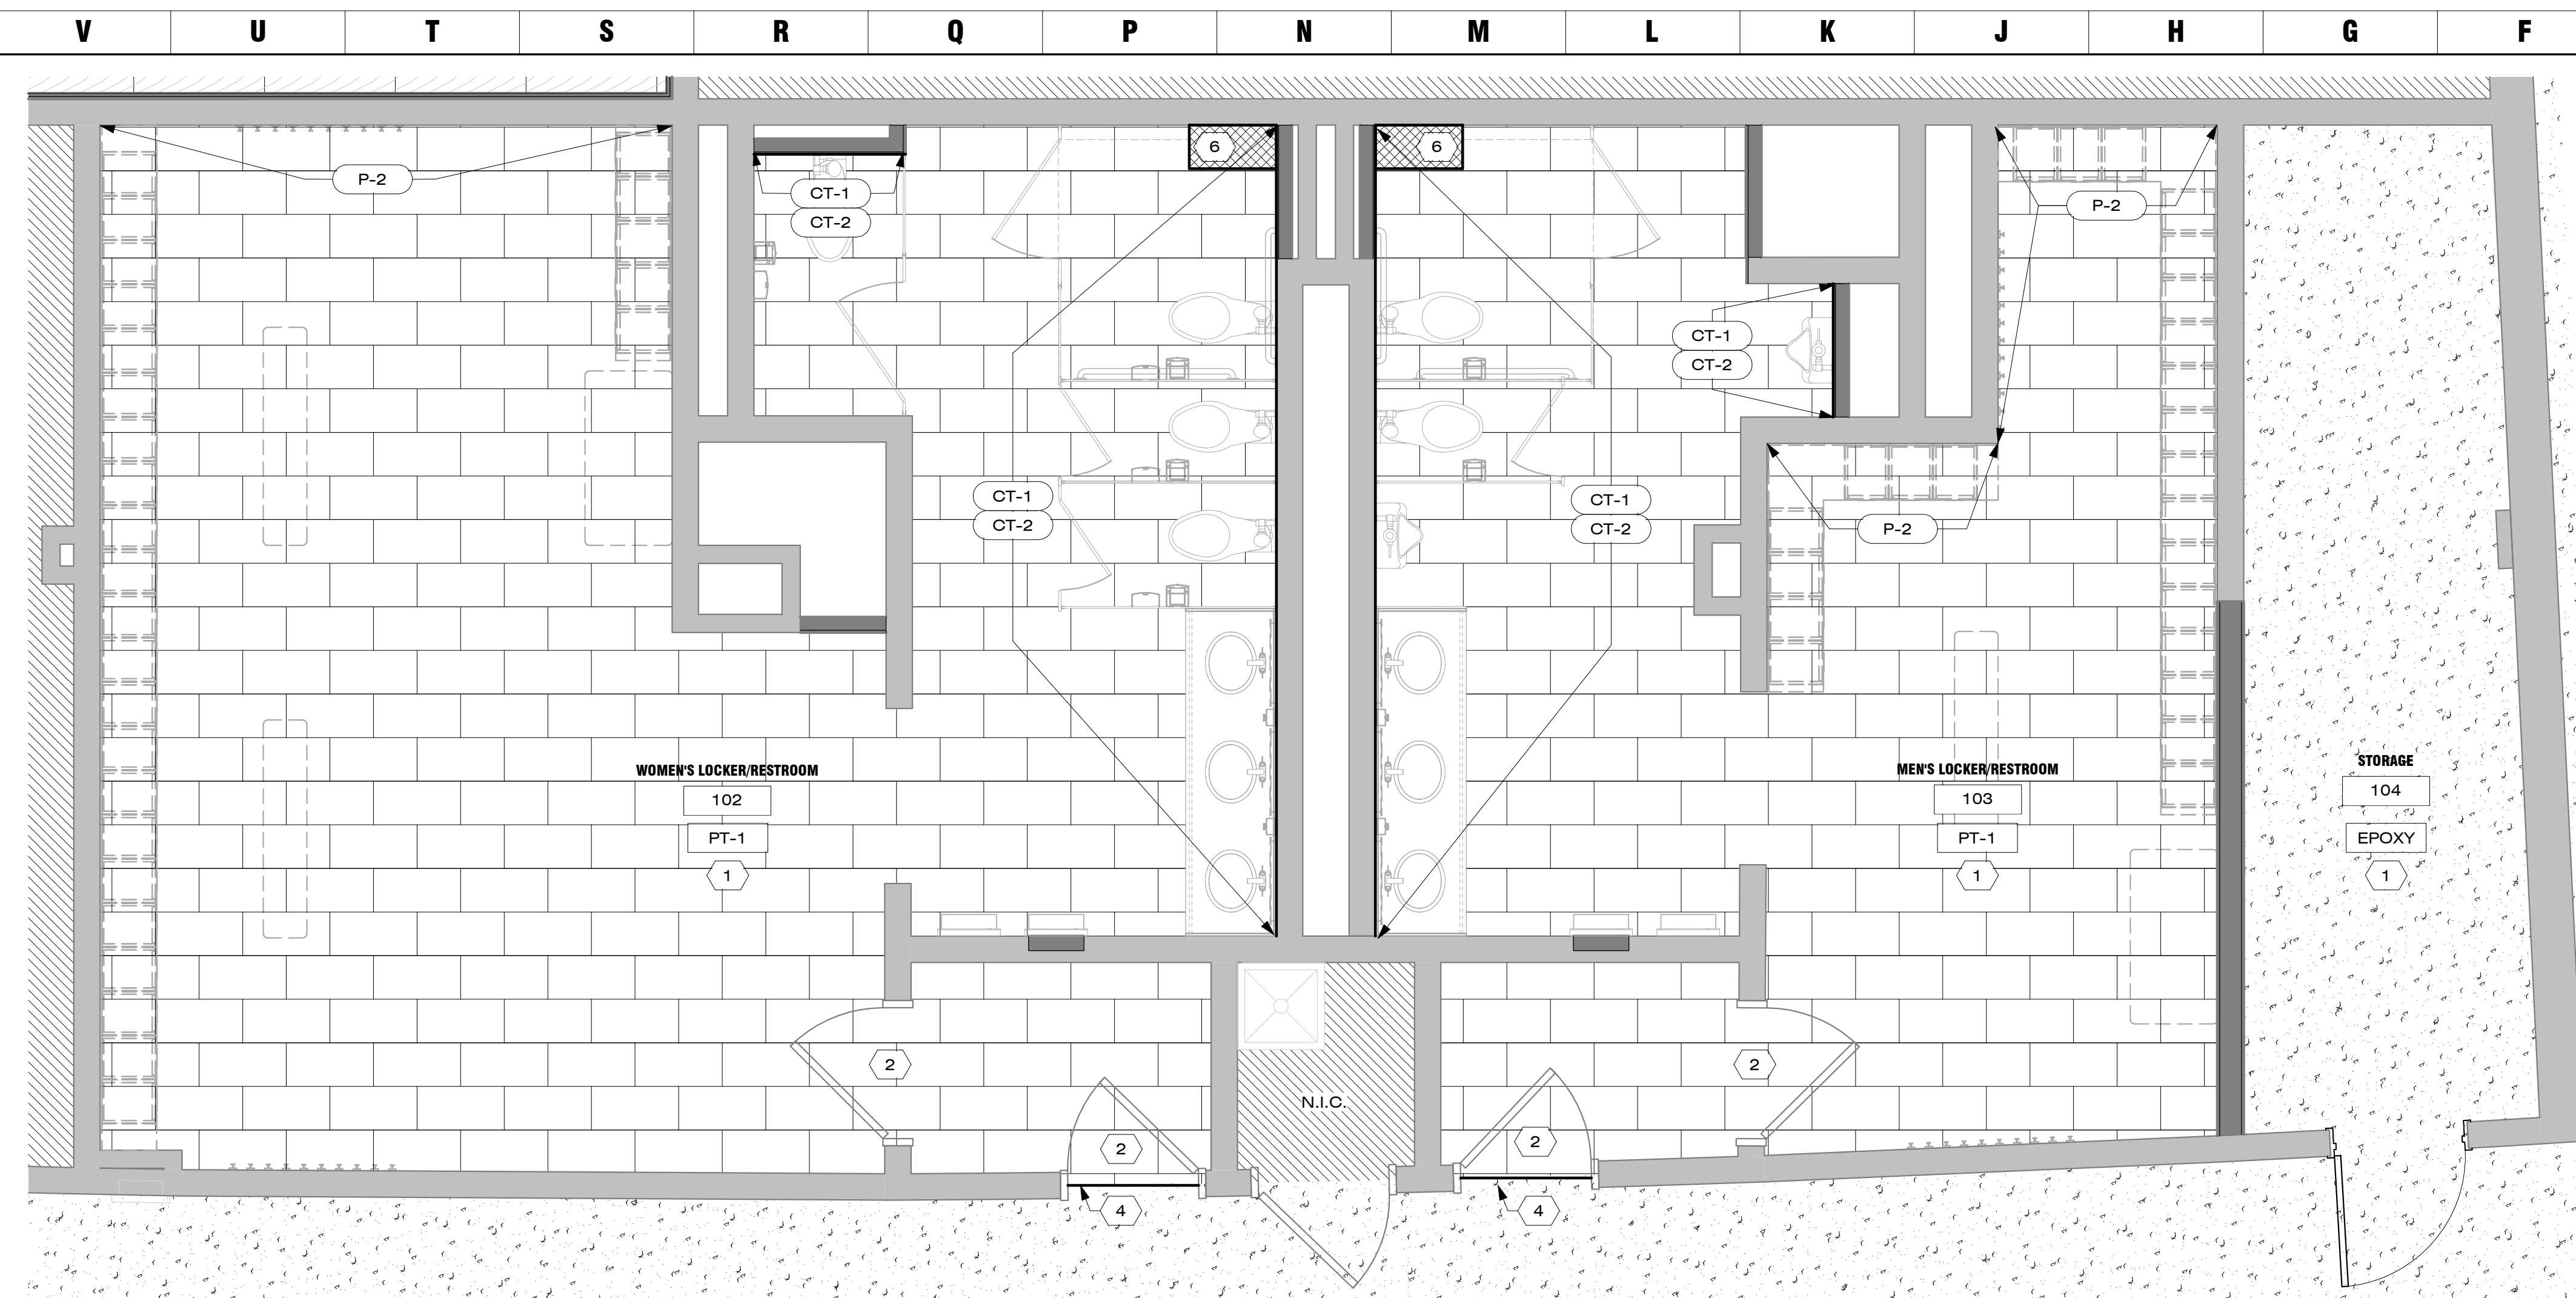 V U T S R Q P N M L K J H G F
6 6
P-2
CT-1
CT-2
P-2
CT-1
CT-2
CT-1
CT-2
CT-1
CT-2
P-2
WOMEN'S LOCKER/RESTROOM
102
PT-1
1
MEN'S LOCKER/RESTROOM
103
PT-1
1
STORAGE
104
EPOXY
1
2
2
N.I.C.
2
2
4
4